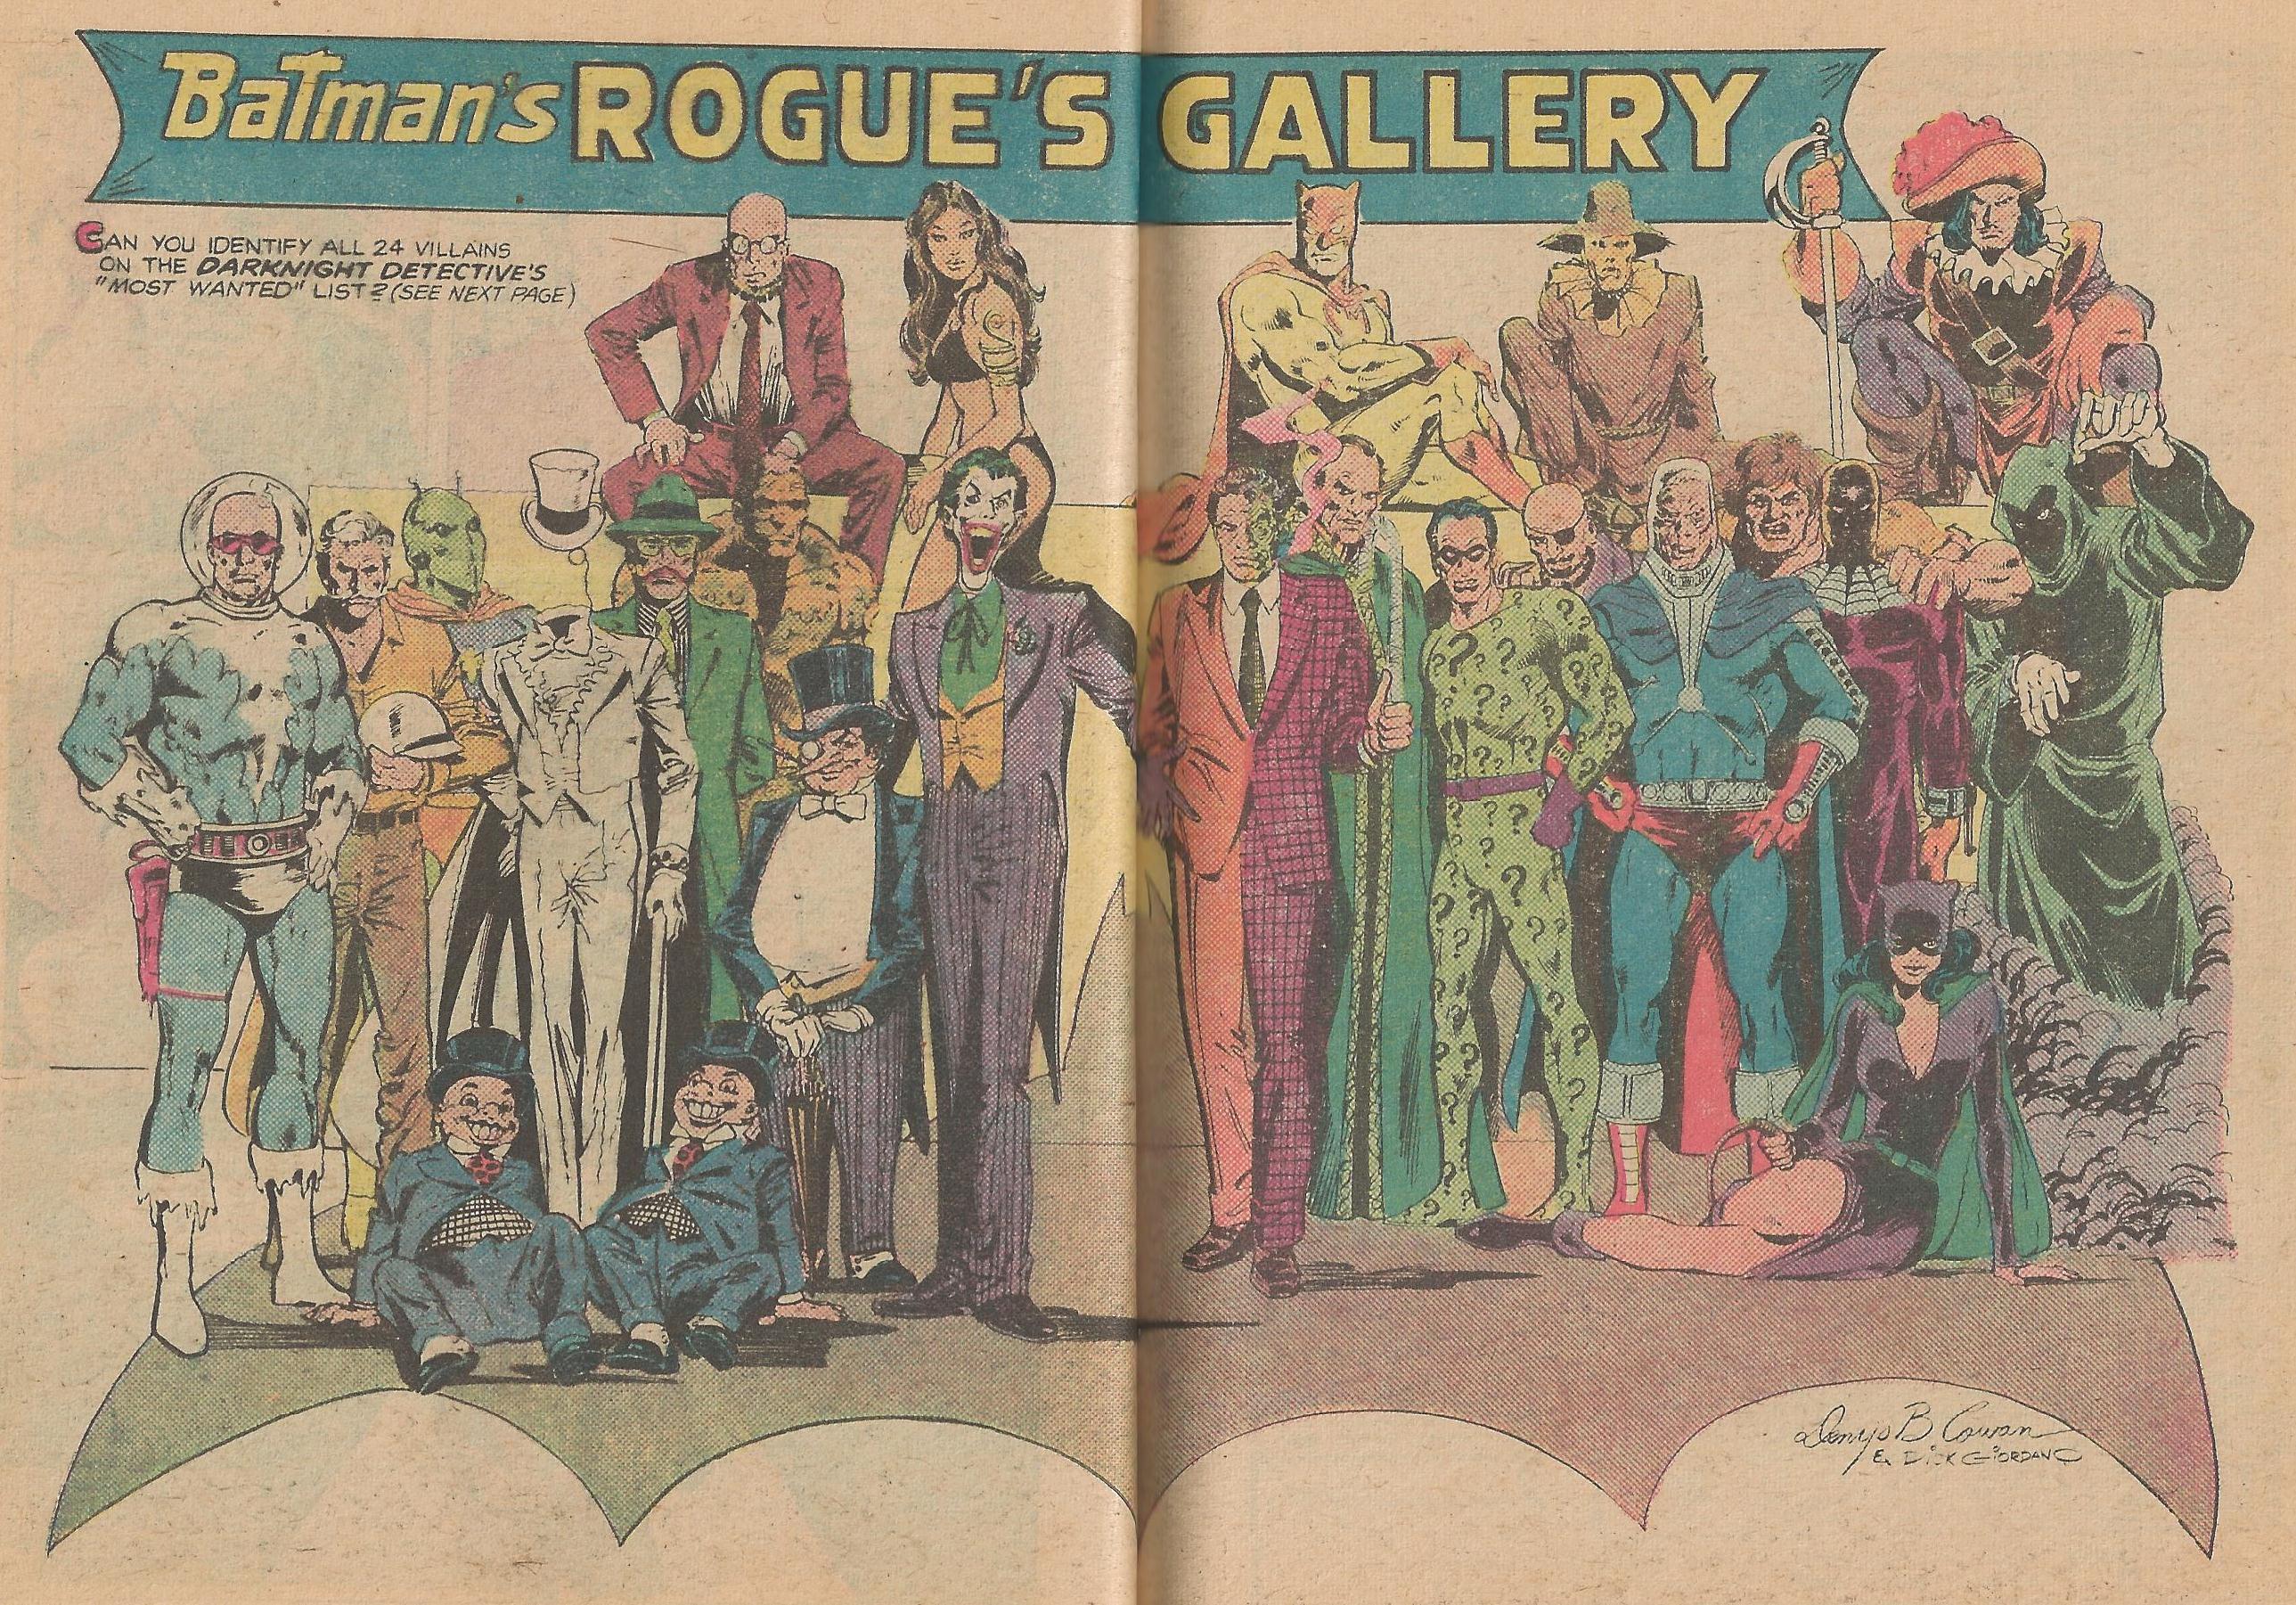 Batman's ROGUE'S GALLERY
CAN YOU IDENTIFY ALL 24 VILLAINS
ON THE DARKNIGHT DETECTIVE'S
"MOST WANTED" LIST? (SEE NEXT PAGE)
Denys B Cowan
& DICK GIORDANO